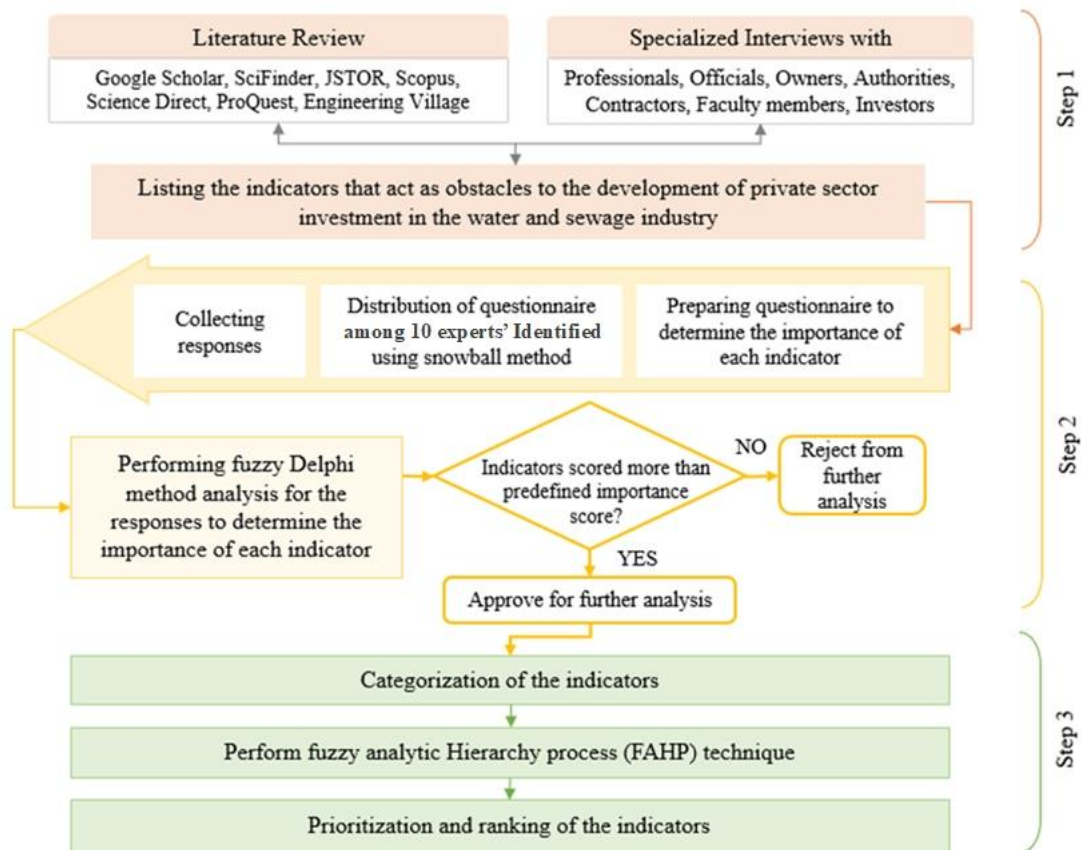 Literature Review
Google Scholar, SciFinder, JSTOR, Scopus,
Science Direct, ProQuest, Engineering Village
Specialized Interviews with
Professionals, Officials, Owners, Authorities,
Contractors, Faculty members, Investors
Step 1
Listing the indicators that act as obstacles to the development of private sector
investment in the water and sewage industry
Collecting
responses
Distribution of questionnaire
among 10 experts’ Identified
using snowball method
Preparing questionnaire to
determine the importance of
each indicator
Step 2
Performing fuzzy Delphi
method analysis for the
responses to determine the
importance of each indicator
Indicators scored more than
predefined importance
score?
NO
Reject from
further
analysis
YES
Approve for further analysis
Categorization of the indicators
Perform fuzzy analytic Hierarchy process (FAHP) technique
Prioritization and ranking of the indicators
Step 3